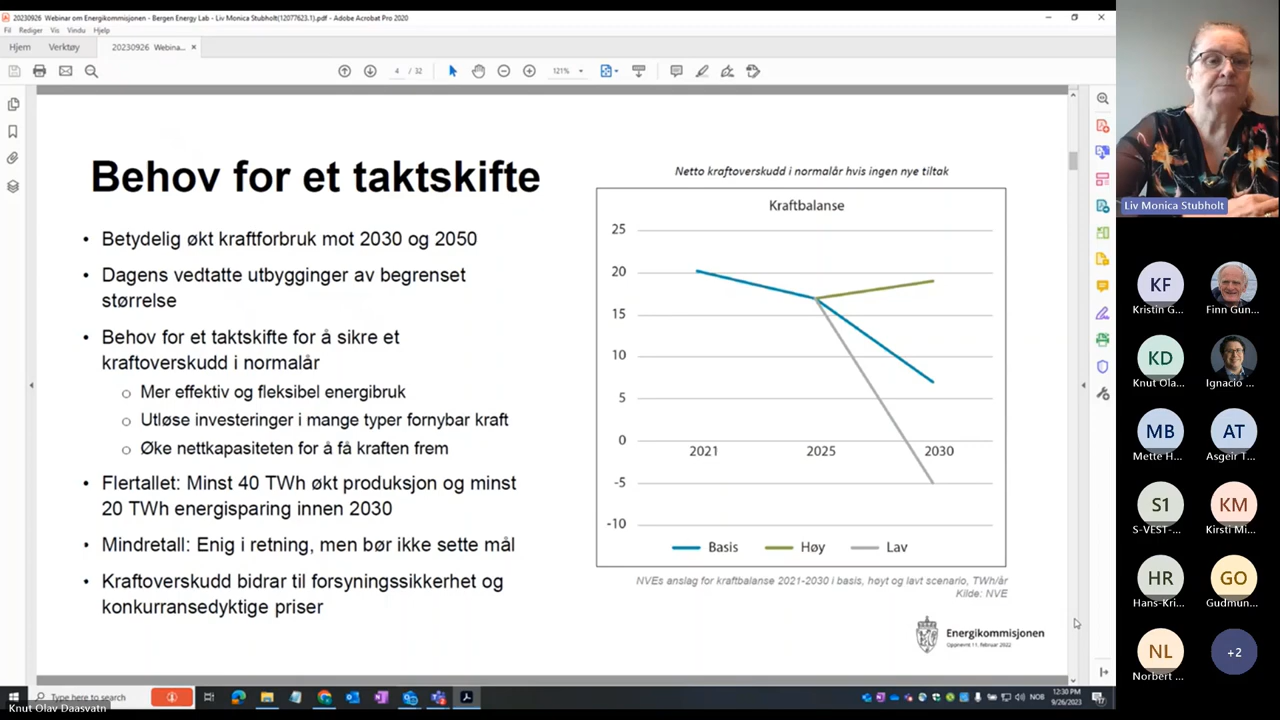 20230926 Webinar om Energikommisjonen - Bergen Energy Lab - Liv Monica Stubholt(12077623.1).pdf - Adobe Acrobat Pro 2020
Fil Rediger Vis Vindu Hjelp
Hjem Verktøy 20230926 Webina... ×
4 / 32 121%
Behov for et taktskifte
• Betydelig økt kraftforbruk mot 2030 og 2050
• Dagens vedtatte utbygginger av begrenset
størrelse
• Behov for et taktskifte for å sikre et
kraftoverskudd i normalår
o Mer effektiv og fleksibel energibruk
o Utløse investeringer i mange typer fornybar kraft
o Øke nettkapasiteten for å få kraften frem
• Flertallet: Minst 40 TWh økt produksjon og minst
20 TWh energisparing innen 2030
• Mindretall: Enig i retning, men bør ikke sette mål
• Kraftoverskudd bidrar til forsyningssikkerhet og
konkurransedyktige priser
Netto kraftoverskudd i normalår hvis ingen nye tiltak
Kraftbalanse
25
20
15
10
5
0
2021 2025 2030
-5
-10
Basis Høy Lav
NVEs anslag for kraftbalanse 2021-2030 i basis, høyt og lavt scenario, TWh/år
Kilde: NVE
Energikommisjonen
Oppnevnt 11. februar 2022
Liv Monica Stubholt
KF
Kristin G...
Finn Gun...
KD
Knut Ola...
Ignacio ...
MB
Mette H...
AT
Asgeir T...
S1
S-VEST-...
KM
Kirsti Mi...
HR
Hans-Kri...
GO
Gudmun...
NL
Norbert ...
+2
Type here to search
NOB
12:30 PM
9/26/2023
Knut Olav Daasvatn